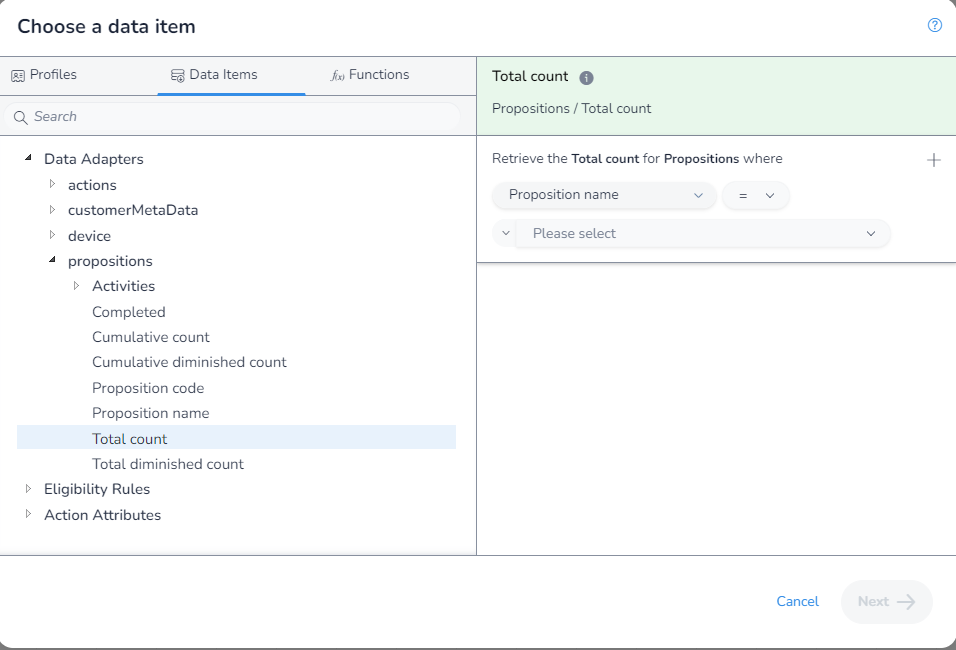 Choose a data item
Profiles
Data Items
f(x) Functions
Search
Data Adapters
actions
customerMetaData
device
propositions
Activities
Completed
Cumulative count
Cumulative diminished count
Proposition code
Proposition name
Total count
Total diminished count
Eligibility Rules
Action Attributes
Total count
Propositions / Total count
Retrieve the Total count for Propositions where
Proposition name
=
Please select
Cancel
Next